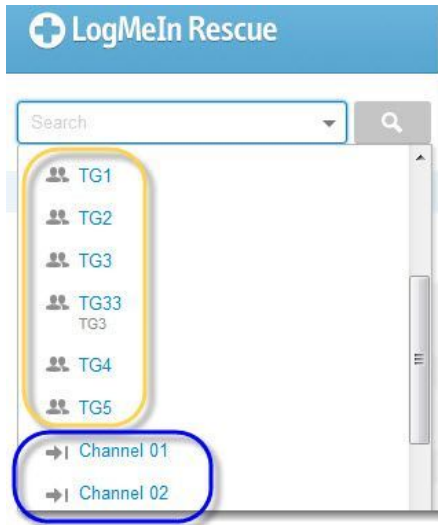 LogMeIn Rescue
Search
TG1
TG2
TG3
TG33
TG3
TG4
TG5
Channel 01
Channel 02